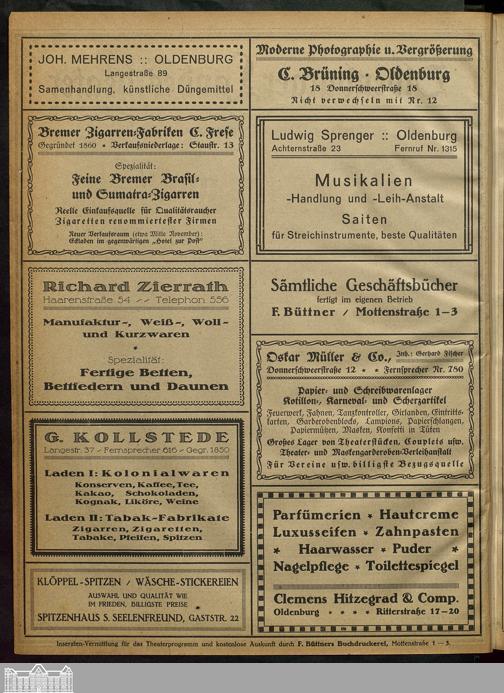 JOH. MEHRENS :: OLDENBURG
Langestraße 89
Samenhandlung, künstliche Düngemittel
Bremer Zigarren-Fabriken C. Frese
Gegründet 1860 • Verkaufsniederlage: Staustr. 13
Spezialität:
Feine Bremer Brasil-
und Sumatra-Zigarren
Reelle Einkaufsquelle für Qualitätsraucher
Zigaretten renommiertester Firmen
Neuer Verkaufsraum (etwa Mitte November):
Eckladen im gegenwärtigen „Hotel zur Post"
Richard Zierrath
Haarenstraße 54 -- Telephon 556
Manufaktur-, Weiß-, Woll-
und Kurzwaren
Spezialität:
Fertige Betten,
Bettfedern und Daunen
G. KOLLSTEDE
Langestr. 37 - Fernsprecher 616 - Gegr. 1850
Laden I: Kolonialwaren
Konserven, Kaffee, Tee,
Kakao, Schokoladen,
Kognak, Liköre, Weine
Laden II: Tabak-Fabrikate
Zigarren, Zigaretten,
Tabake, Pfeifen, Spitzen
KLÖPPEL-SPITZEN / WÄSCHE-STICKEREIEN
AUSWAHL UND QUALITÄT WIE
IM FRIEDEN, BILLIGSTE PREISE
SPITZENHAUS S. SEELENFREUND, GASTSTR. 22
Moderne Photographie u. Vergrößerung
C. Brüning • Oldenburg
18 Donnerschweerstraße 18
Nicht verwechseln mit Nr. 12
Ludwig Sprenger :: Oldenburg
Achternstraße 23 Fernruf Nr. 1315
Musikalien
-Handlung und -Leih-Anstalt
Saiten
für Streichinstrumente, beste Qualitäten
Sämtliche Geschäftsbücher
fertigt im eigenen Betrieb
F. Büttner / Mottenstraße 1-3
Oskar Müller & Co., Inh.: Gerhard Fischer
Donnerschweerstraße 12 • • Fernsprecher Nr. 780
Papier- und Schreibwarenlager
Kotillon-, Karneval- und Scherzartikel
Feuerwerk, Fahnen, Tanzkontroller, Girlanden, Eintritts-
karten, Garderobenblocks, Lampions, Papierschlangen,
Papiermützen, Masken, Konfetti in Tüten
Großes Lager von Theaterstücken, Couplets usw.
Theater- und Maskengarderoben-Verleihanstalt
Für Vereine usw. billigste Bezugsquelle
Parfümerien * Hautcreme
Luxusseifen * Zahnpasten
* Haarwasser * Puder *
Nagelpflege * Toilettespiegel
Clemens Hitzegrad & Comp.
Oldenburg * * * * Ritterstraße 17-20
Inseraten-Vermittlung für das Theaterprogramm und kostenlose Auskunft durch F. Büttners Buchdruckerei, Mottenstraße 1-3.